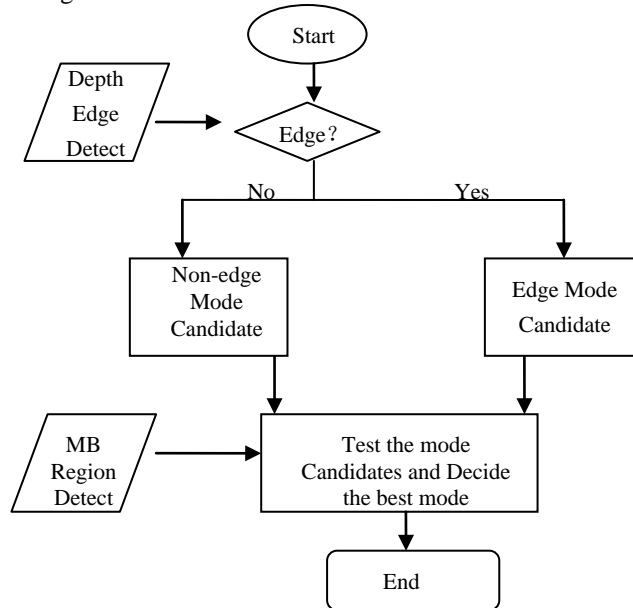 Start
Depth
Edge
Detect
Edge?
No
Yes
Non-edge
Mode
Candidate
Edge Mode
Candidate
MB
Region
Detect
Test the mode
Candidates and Decide
the best mode
End